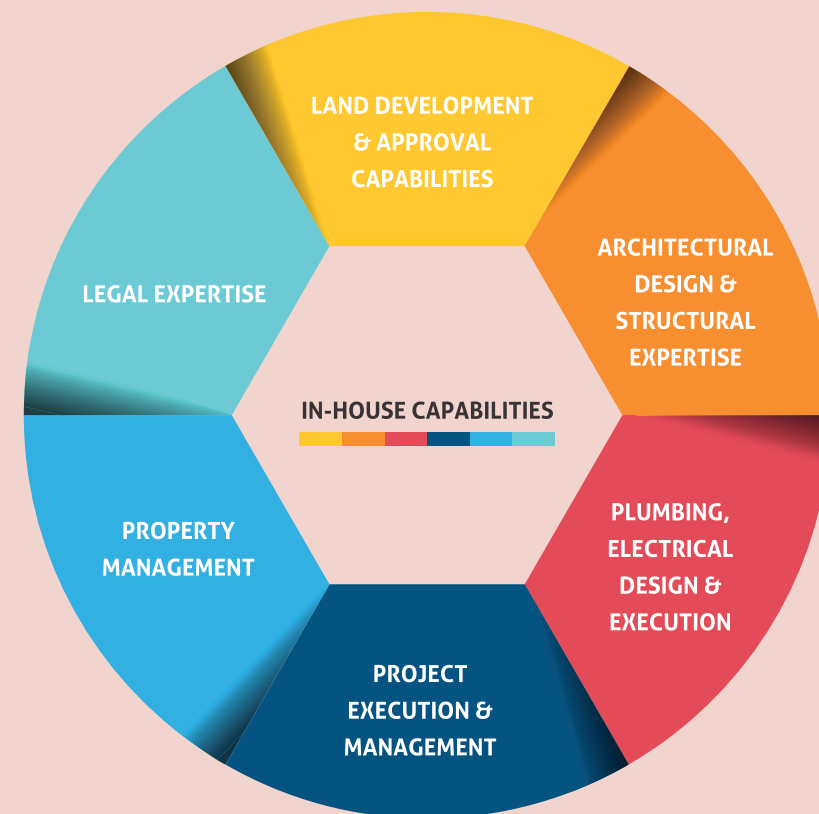 LAND DEVELOPMENT
& APPROVAL
CAPABILITIES
ARCHITECTURAL
DESIGN &
STRUCTURAL
EXPERTISE
PLUMBING,
ELECTRICAL
DESIGN &
EXECUTION
PROJECT
EXECUTION &
MANAGEMENT
PROPERTY
MANAGEMENT
LEGAL EXPERTISE
IN-HOUSE CAPABILITIES